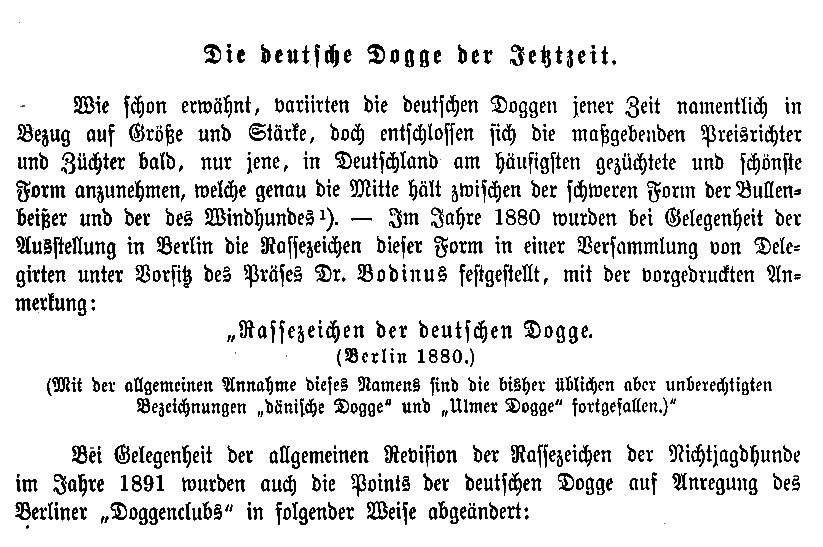 Die deutsche Dogge der Jetztzeit.
Wie schon erwähnt, variirten die deutschen Doggen jener Zeit namentlich in
Bezug auf Größe und Stärke, doch entschlossen sich die maßgebenden Preisrichter
und Züchter bald, nur jene, in Deutschland am häufigsten gezüchtete und schönste
Form anzunehmen, welche genau die Mitte hält zwischen der schweren Form der Bullen-
beißer und der des Windhundes¹). — Im Jahre 1880 wurden bei Gelegenheit der
Ausstellung in Berlin die Rassezeichen dieser Form in einer Versammlung von Dele-
girten unter Vorsitz des Präses Dr. Bodinus festgestellt, mit der vorgedruckten An-
merkung:
„Rassezeichen der deutschen Dogge.
(Berlin 1880.)
(Mit der allgemeinen Annahme dieses Namens sind die bisher üblichen aber unberechtigten
Bezeichnungen „dänische Dogge“ und „Ulmer Dogge“ fortgefallen.)“
Bei Gelegenheit der allgemeinen Revision der Rassezeichen der Nichtjagdhunde
im Jahre 1891 wurden auch die Points der deutschen Dogge auf Anregung des
Berliner „Doggenclubs“ in folgender Weise abgeändert: